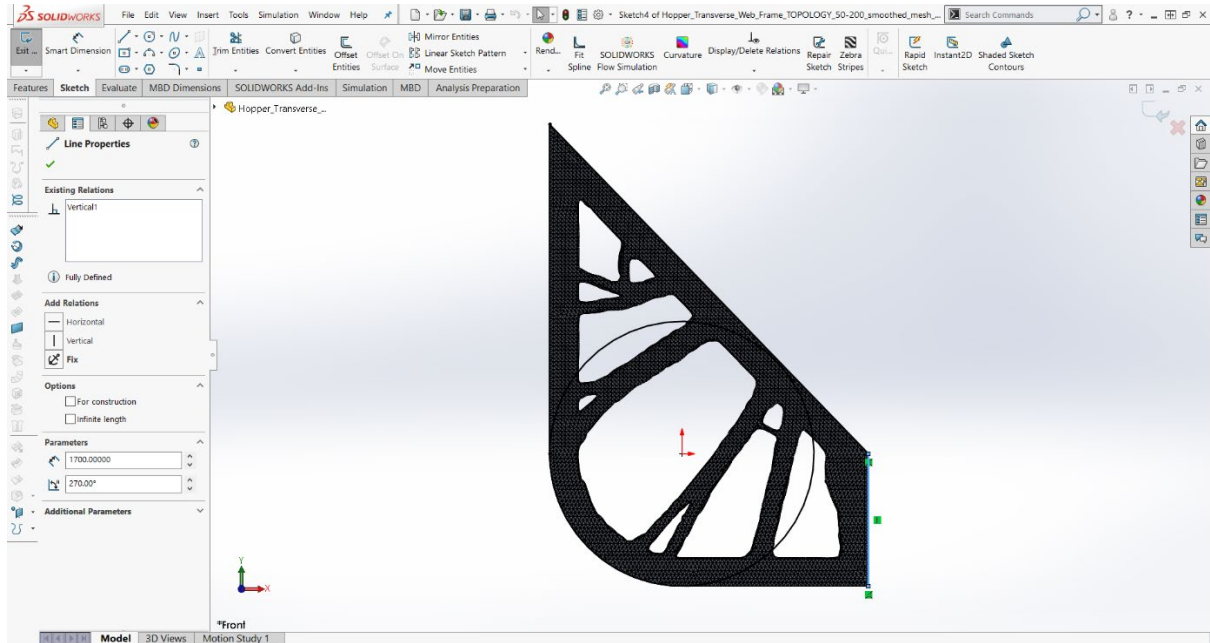 SOLIDWORKS File Edit View Insert Tools Simulation Window Help Sketch4 of Hopper_Transverse_Web_Frame_TOPOLOGY_50-200_smoothed_mesh_... Search Commands
Exit ... Smart Dimension Trim Entities Convert Entities Offset Entities Offset On Surface Mirror Entities Linear Sketch Pattern Move Entities Rend... Fit Spline SOLIDWORKS Flow Simulation Curvature Display/Delete Relations Repair Sketch Zebra Stripes Qui... Rapid Sketch Instant2D Shaded Sketch Contours
Features Sketch Evaluate MBD Dimensions SOLIDWORKS Add-Ins Simulation MBD Analysis Preparation
Hopper_Transverse_...
Line Properties
Existing Relations
Vertical1
Fully Defined
Add Relations
Horizontal
Vertical
Fix
Options
For construction
Infinite length
Parameters
1700.00000
270.00°
Additional Parameters
Y
X
*Front
Model 3D Views Motion Study 1